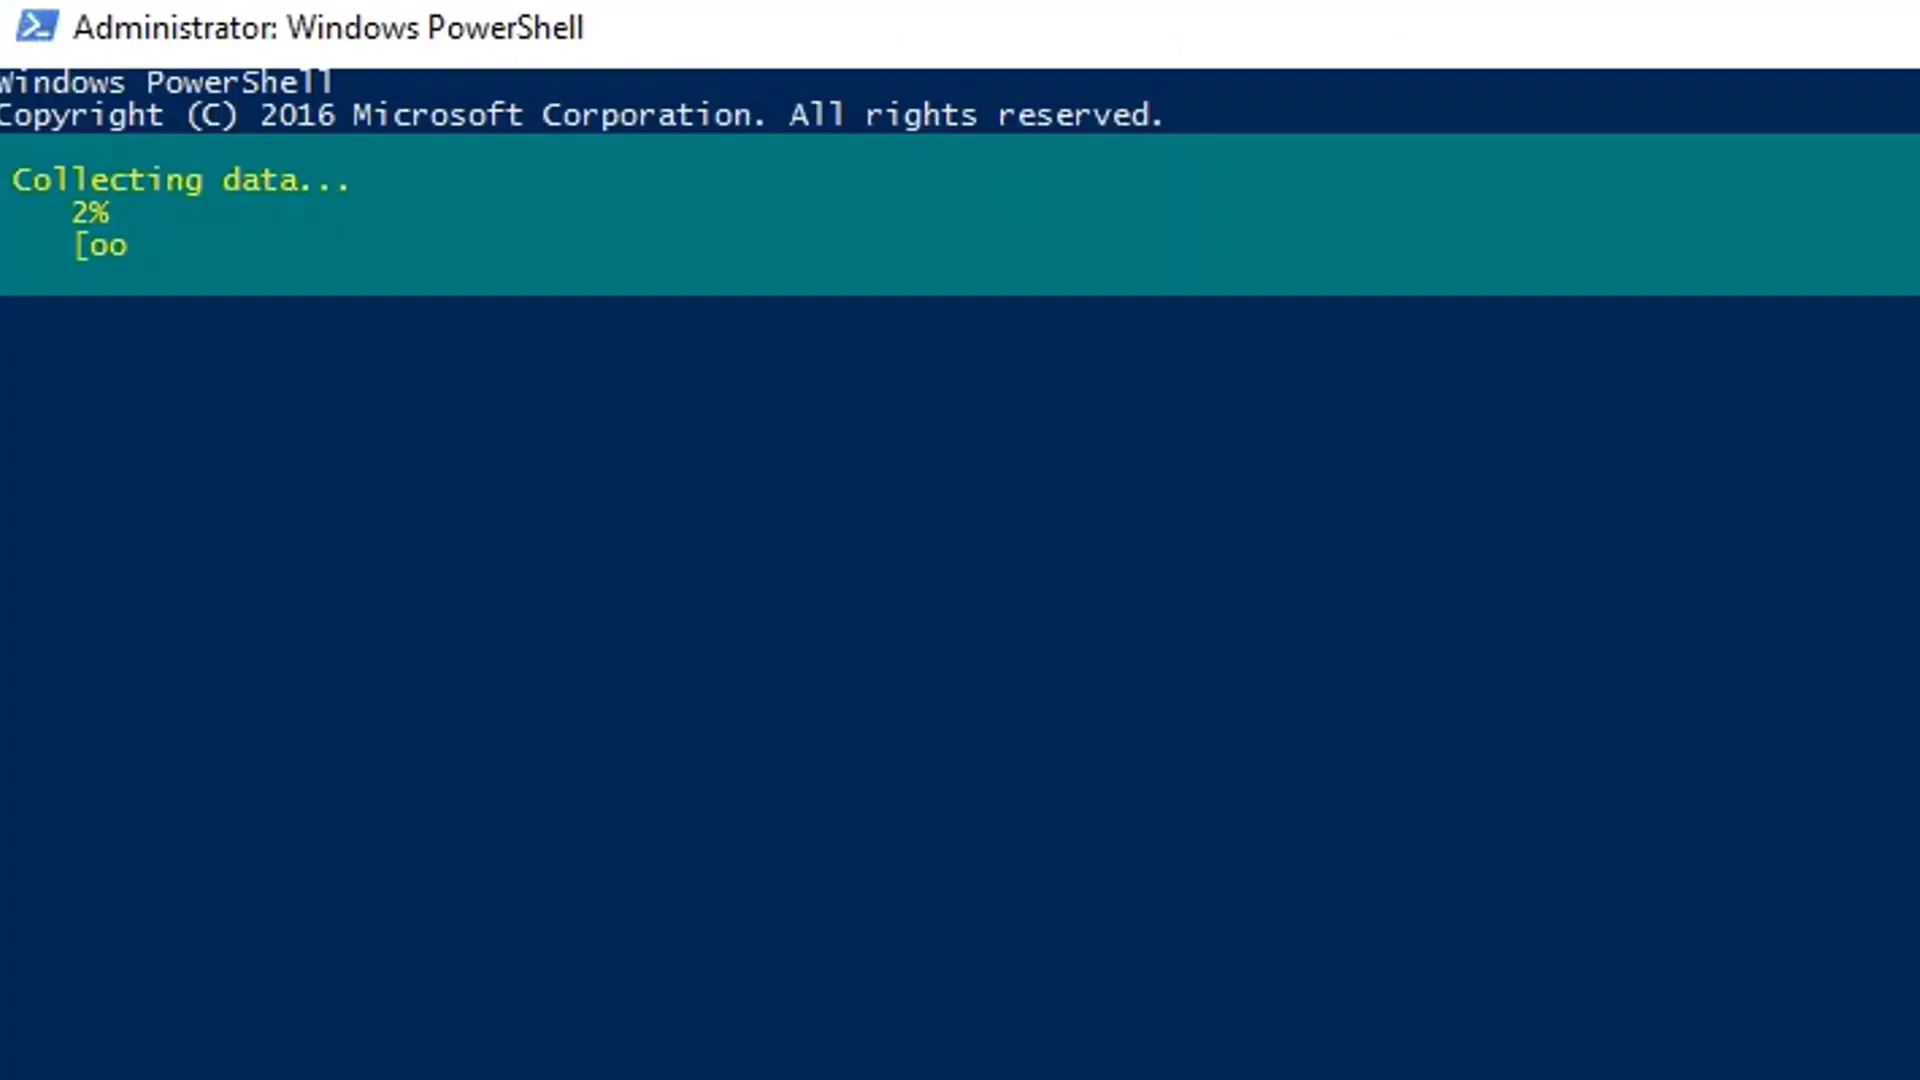 Administrator: Windows PowerShell
Windows PowerShell
Copyright (C) 2016 Microsoft Corporation. All rights reserved.
Collecting data...
2%
[oo